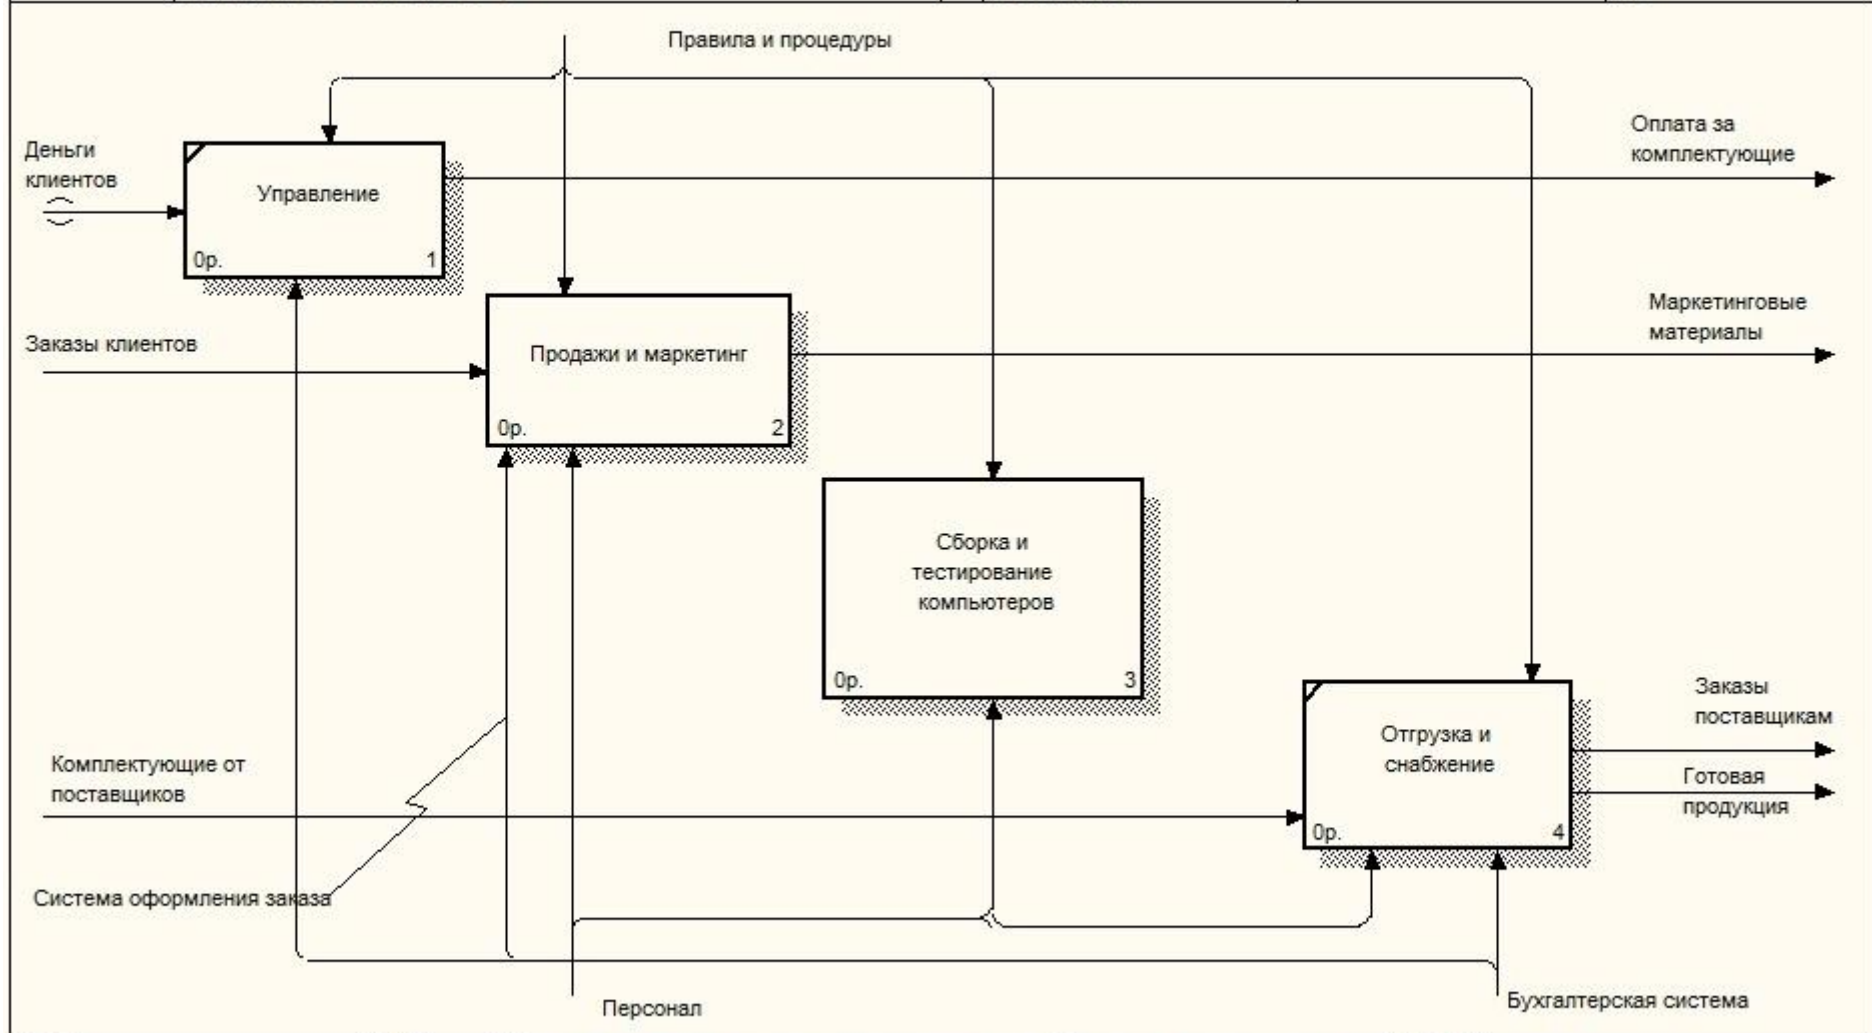 Правила и процедуры
Деньги
клиентов
Управление
0р.
1
Оплата за
комплектующие
Заказы клиентов
Продажи и маркетинг
0р.
2
Маркетинговые
материалы
Сборка и
тестирование
компьютеров
0р.
3
Комплектующие от
поставщиков
Отгрузка и
снабжение
0р.
4
Заказы
поставщикам
Готовая
продукция
Система оформления заказа
Персонал
Бухгалтерская система